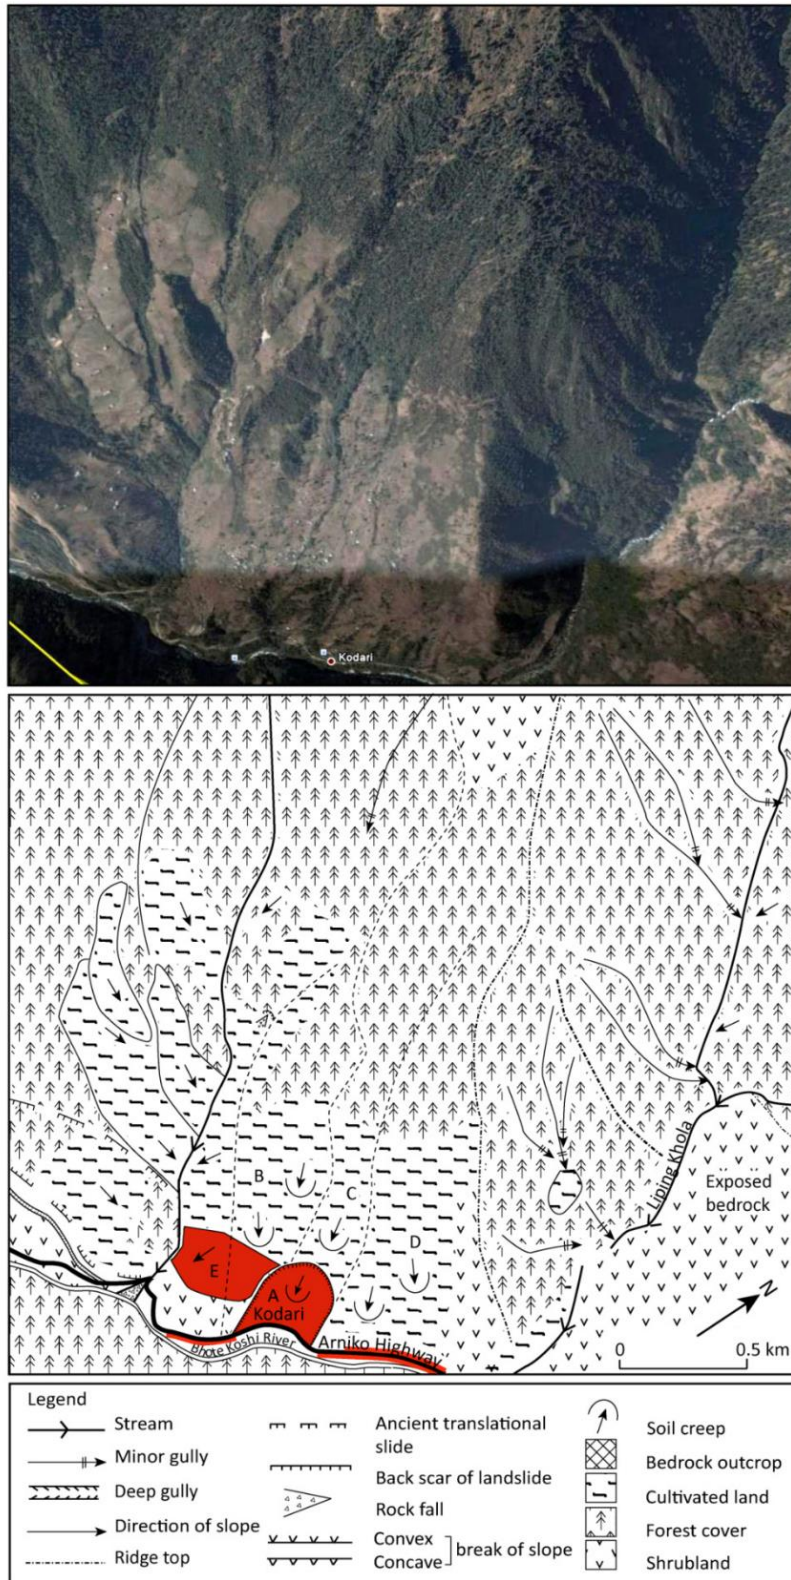 Kodari
B
C
D
E
A
Kodari
Liping Khola
Exposed
bedrock
N
Arniko Highway
Bhote Koshi River
0 0.5 km
Legend
Stream
Minor gully
Deep gully
Direction of slope
Ridge top
Ancient translational
slide
Back scar of landslide
Rock fall
Convex
Concave
break of slope
Soil creep
Bedrock outcrop
Cultivated land
Forest cover
Shrubland